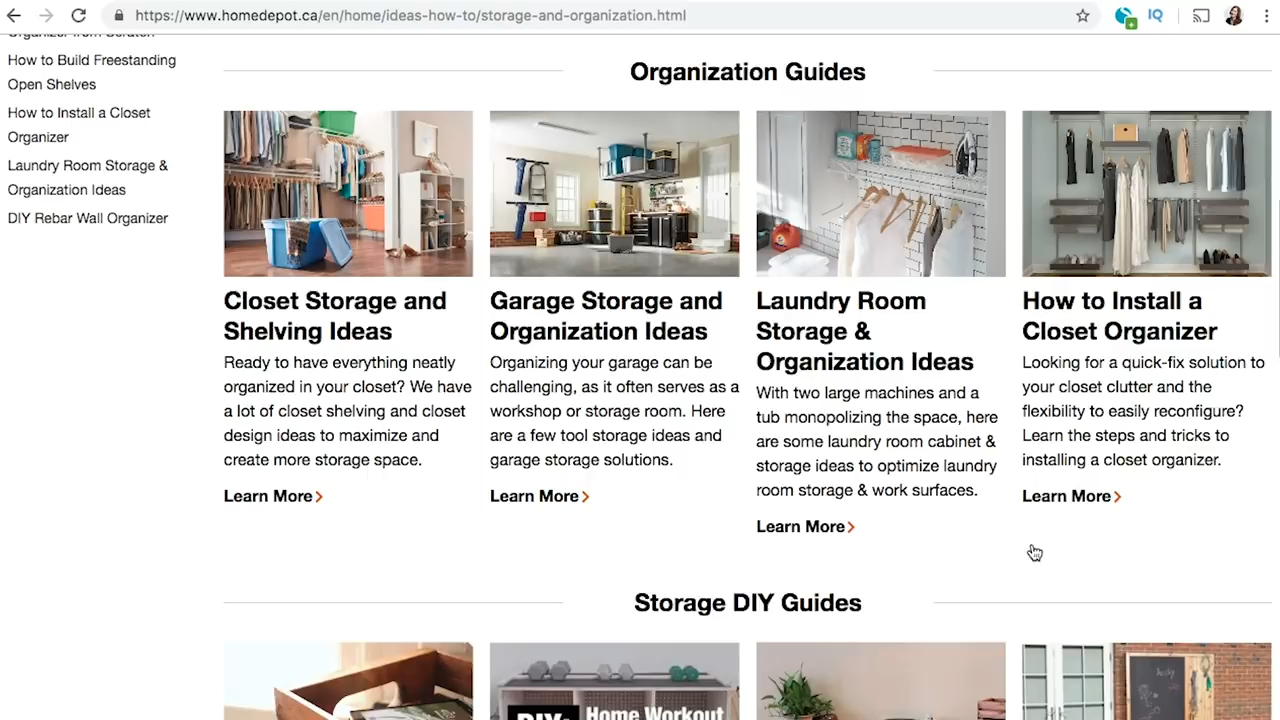 https://www.homedepot.ca/en/home/ideas-how-to/storage-and-organization.html
Organizer from Scratch
How to Build Freestanding
Open Shelves
How to Install a Closet
Organizer
Laundry Room Storage &
Organization Ideas
DIY Rebar Wall Organizer
Organization Guides
Closet Storage and
Shelving Ideas
Ready to have everything neatly
organized in your closet? We have
a lot of closet shelving and closet
design ideas to maximize and
create more storage space.
Learn More
Garage Storage and
Organization Ideas
Organizing your garage can be
challenging, as it often serves as a
workshop or storage room. Here
are a few tool storage ideas and
garage storage solutions.
Learn More
Laundry Room
Storage &
Organization Ideas
With two large machines and a
tub monopolizing the space, here
are some laundry room cabinet &
storage ideas to optimize laundry
room storage & work surfaces.
Learn More
How to Install a
Closet Organizer
Looking for a quick-fix solution to
your closet clutter and the
flexibility to easily reconfigure?
Learn the steps and tricks to
installing a closet organizer.
Learn More
Storage DIY Guides
DIY:
Home Workout